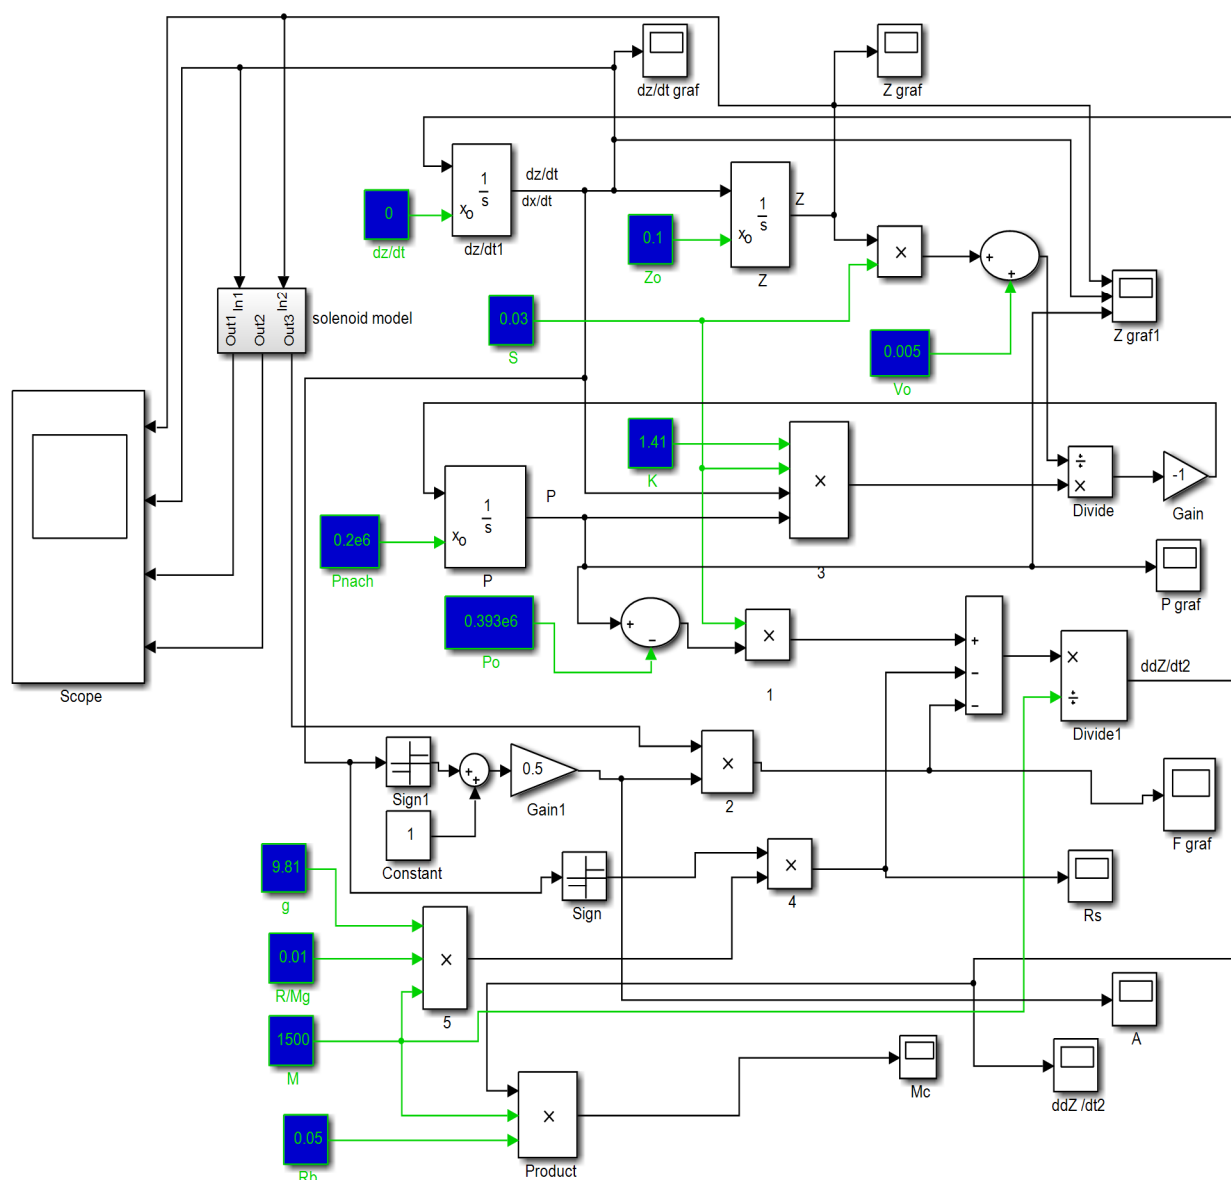 dz/dt graf
Z graf
1
s
xo
dz/dt1
dz/dt
dx/dt
0
dz/dt
0.1
Zo
1
s
xo
Z
Z
×
+
+
In1
In2
Out1
Out2
Out3
solenoid model
0.03
S
0.005
Vo
Z graf1
1.41
K
×
3
÷
×
Divide
-1
Gain
1
s
xo
P
P
0.2e6
Pnach
P graf
0.393e6
Po
+
−
×
1
+
−
−
×
÷
Divide1
ddZ/dt2
Scope
Sign1
+
+
0.5
Gain1
×
2
F graf
1
Constant
Sign
×
4
Rs
9.81
g
0.01
R/Mg
×
5
1500
M
A
Mc
ddZ /dt2
0.05
Rb
×
Product